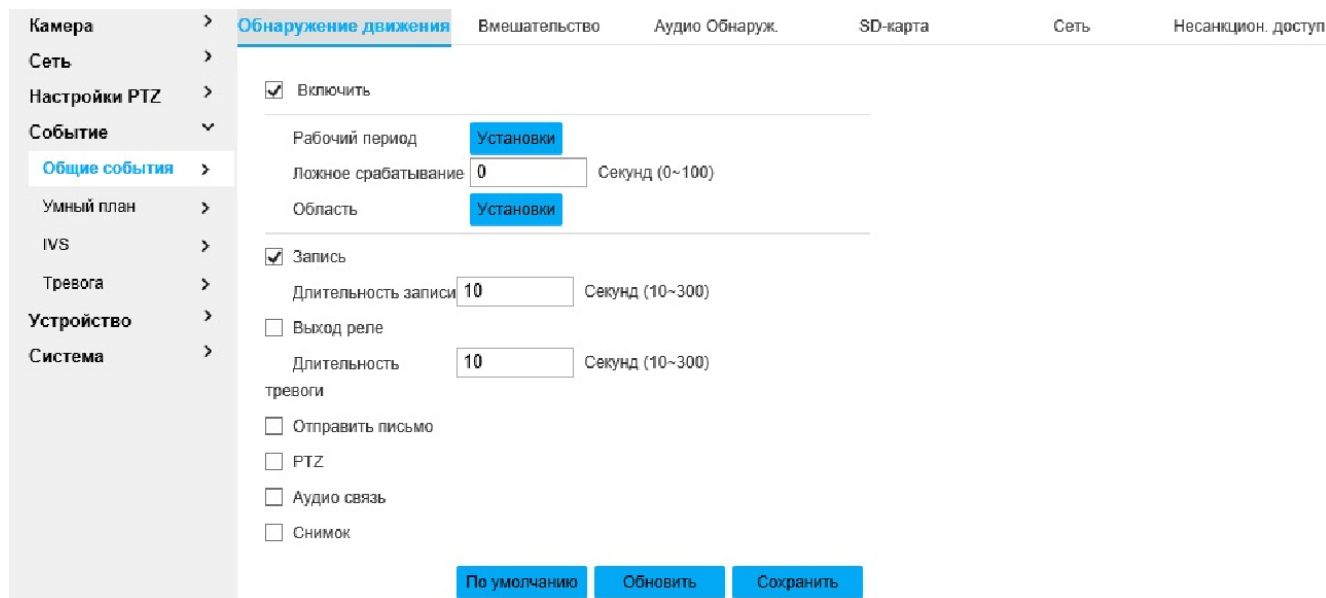 Камера
Сеть
Настройки PTZ
Событие
Общие события
Умный план
IVS
Тревога
Устройство
Система
Обнаружение движения Вмешательство Аудио Обнаруж. SD-карта Сеть Несанкцион. доступ
Включить
Рабочий период Установки
Ложное срабатывание 0 Секунд (0~100)
Область Установки
Запись
Длительность записи 10 Секунд (10~300)
Выход реле
Длительность 10 Секунд (10~300)
тревоги
Отправить письмо
PTZ
Аудио связь
Снимок
По умолчанию Обновить Сохранить